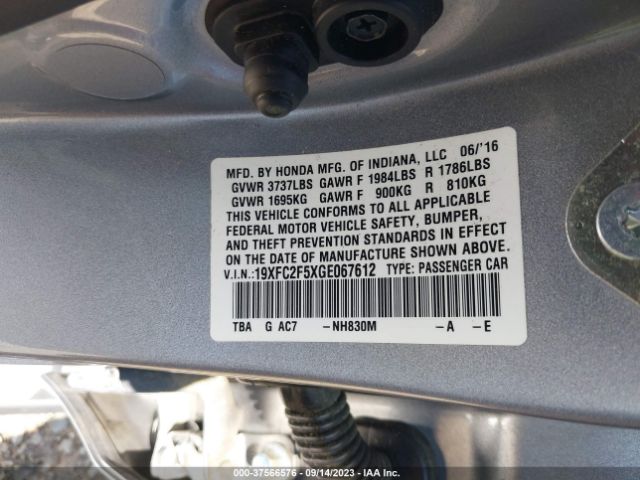 MFD. BY HONDA MFG. OF INDIANA, LLC 06/'16
GVWR 3737LBS GAWR F 1984LBS R 1786LBS
GVWR 1695KG GAWR F 900KG R 810KG
THIS VEHICLE CONFORMS TO ALL APPLICABLE
FEDERAL MOTOR VEHICLE SAFETY, BUMPER,
AND THEFT PREVENTION STANDARDS IN EFFECT
ON THE DATE OF MANUFACTURE SHOWN ABOVE.
V.I.N.:19XFC2F5XGE067612 TYPE: PASSENGER CAR
TBA G AC7 -NH830M -A -E
000-37566576 - 09/14/2023 - IAA Inc.